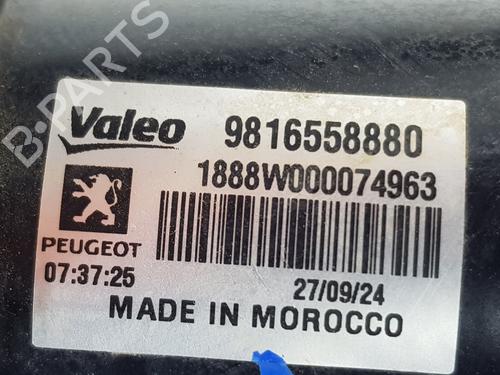 Valeo 9816558880
1888W000074963
PEUGEOT
07:37:25 27/09/24
MADE IN MOROCCO
B-PARTS